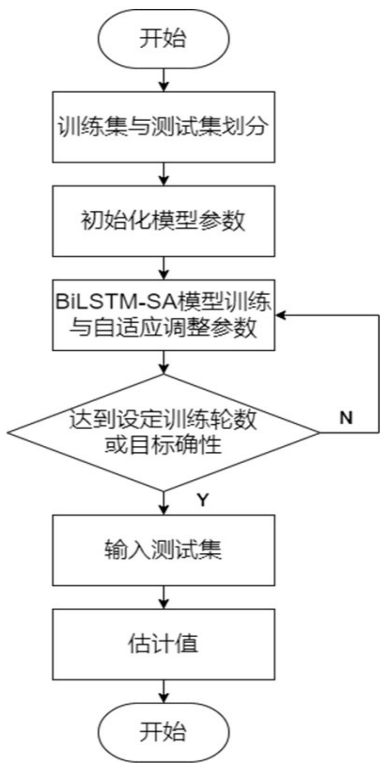 开始
训练集与测试集划分
初始化模型参数
BiLSTM-SA模型训练
与自适应调整参数
达到设定训练轮数
或目标确性
N
Y
输入测试集
估计值
开始